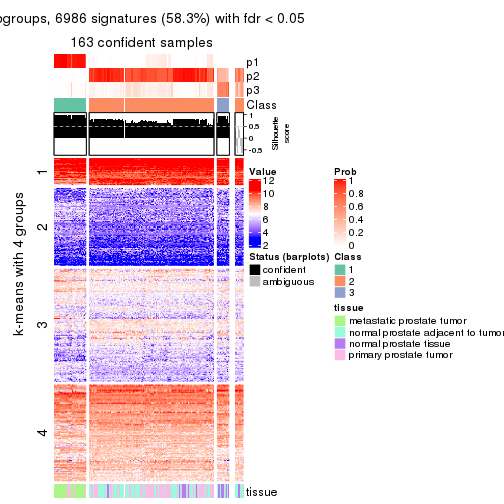 ogroups, 6986 signatures (58.3%) with fdr < 0.05
163 confident samples
p1
p2
p3
Class
1
0.5
0
-0.5
Silhouette
score
k-means with 4 groups
1
2
3
4
Value
12
10
8
6
4
2
Prob
1
0.8
0.6
0.4
0.2
0
Status (barplots)
confident
ambiguous
Class
1
2
3
tissue
metastatic prostate tumor
normal prostate adjacent to tumor
normal prostate tissue
primary prostate tumor
tissue